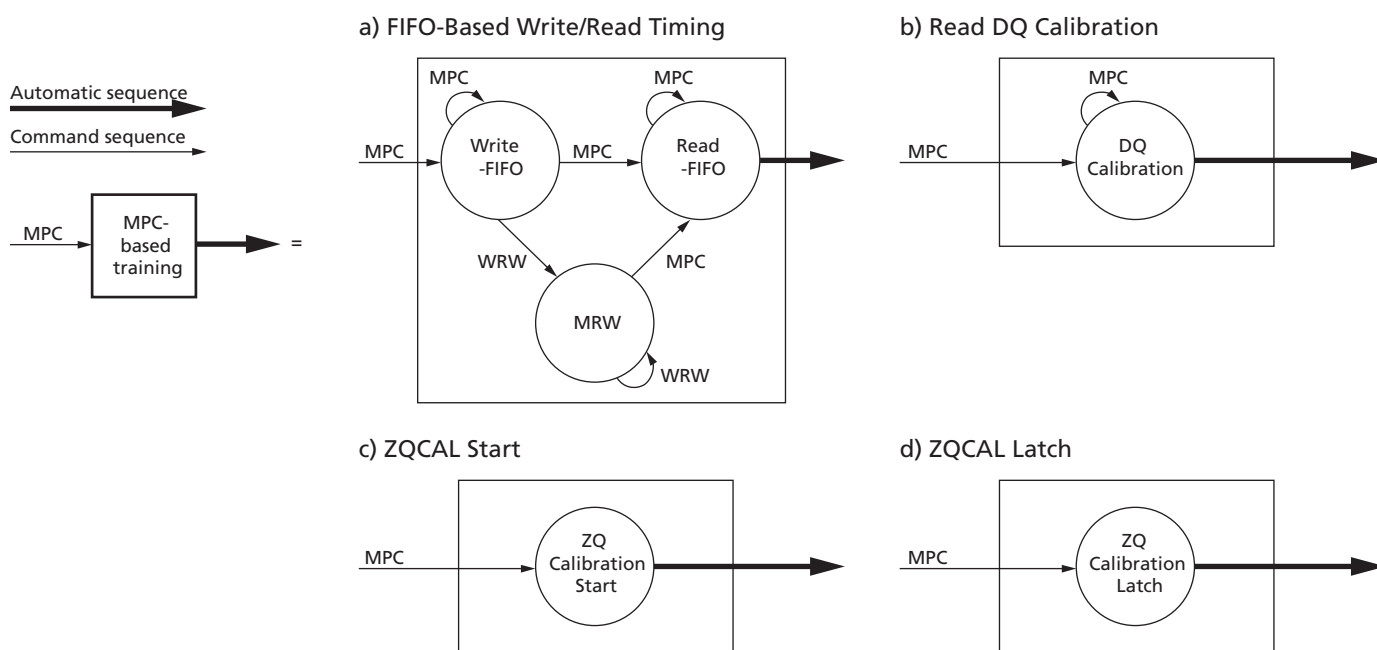 a) FIFO-Based Write/Read Timing
b) Read DQ Calibration
Automatic sequence
Command sequence
MPC
MPC-
based
training
=
MPC
MPC
Write
-FIFO
MPC
MPC
Read
-FIFO
WRW
MPC
MRW
WRW
MPC
MPC
DQ
Calibration
c) ZQCAL Start
d) ZQCAL Latch
MPC
ZQ
Calibration
Start
MPC
ZQ
Calibration
Latch